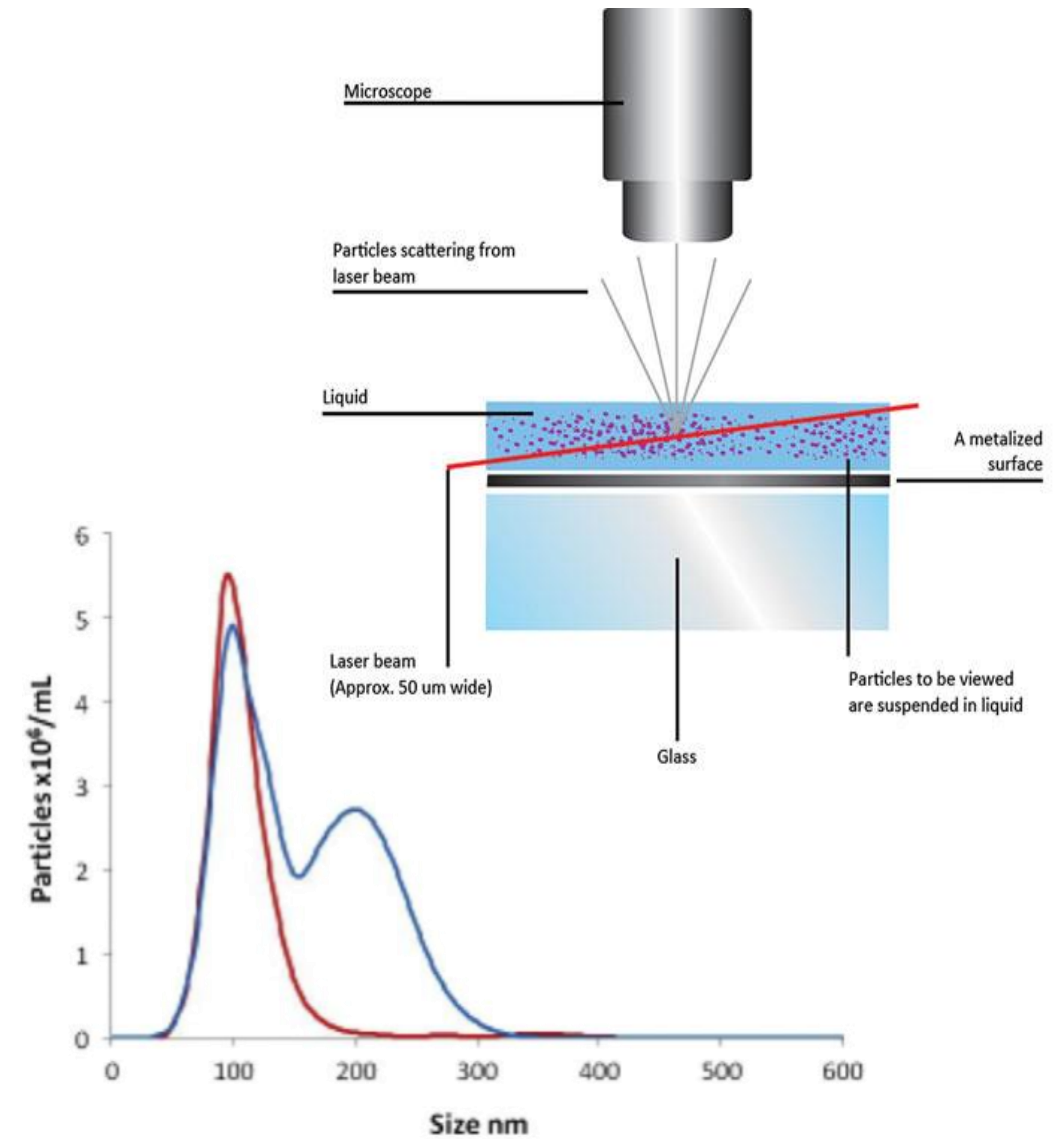 Microscope
Particles scattering from
laser beam
Liquid
A metalized
surface
Laser beam
(Approx. 50 um wide)
Particles to be viewed
are suspended in liquid
Glass
Particles x10⁶/mL
6
5
4
3
2
1
0
0 100 200 300 400 500 600
Size nm